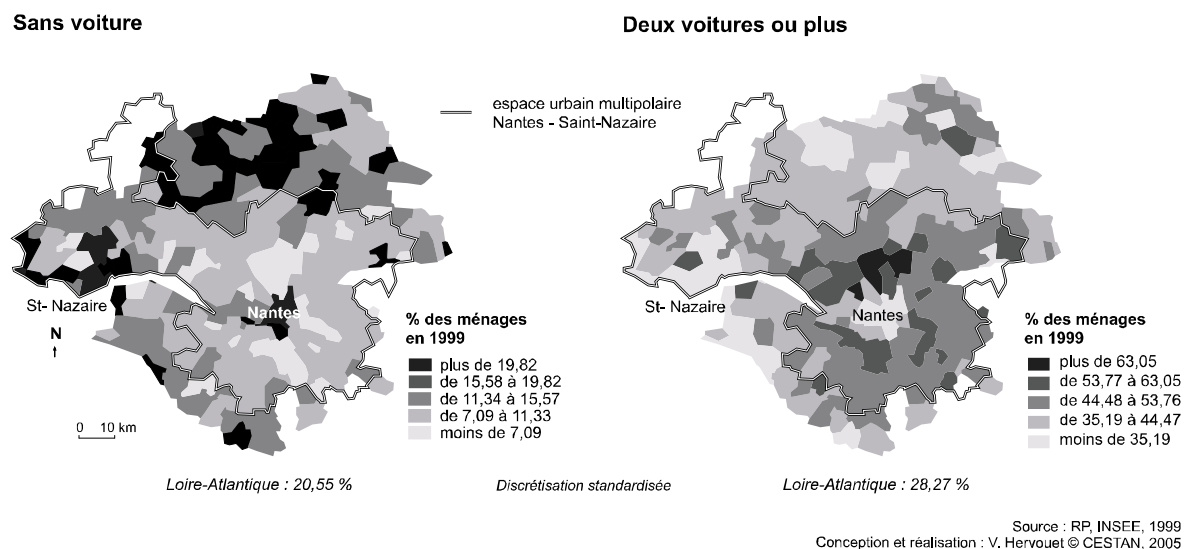 Sans voiture
Deux voitures ou plus
espace urbain multipolaire
Nantes - Saint-Nazaire
St- Nazaire
Nantes
N
0 10 km
% des ménages
en 1999
plus de 19,82
de 15,58 à 19,82
de 11,34 à 15,57
de 7,09 à 11,33
moins de 7,09
St- Nazaire
Nantes
% des ménages
en 1999
plus de 63,05
de 53,77 à 63,05
de 44,48 à 53,76
de 35,19 à 44,47
moins de 35,19
Loire-Atlantique : 20,55 %
Discrétisation standardisée
Loire-Atlantique : 28,27 %
Source : RP, INSEE, 1999
Conception et réalisation : V. Hervouet © CESTAN, 2005